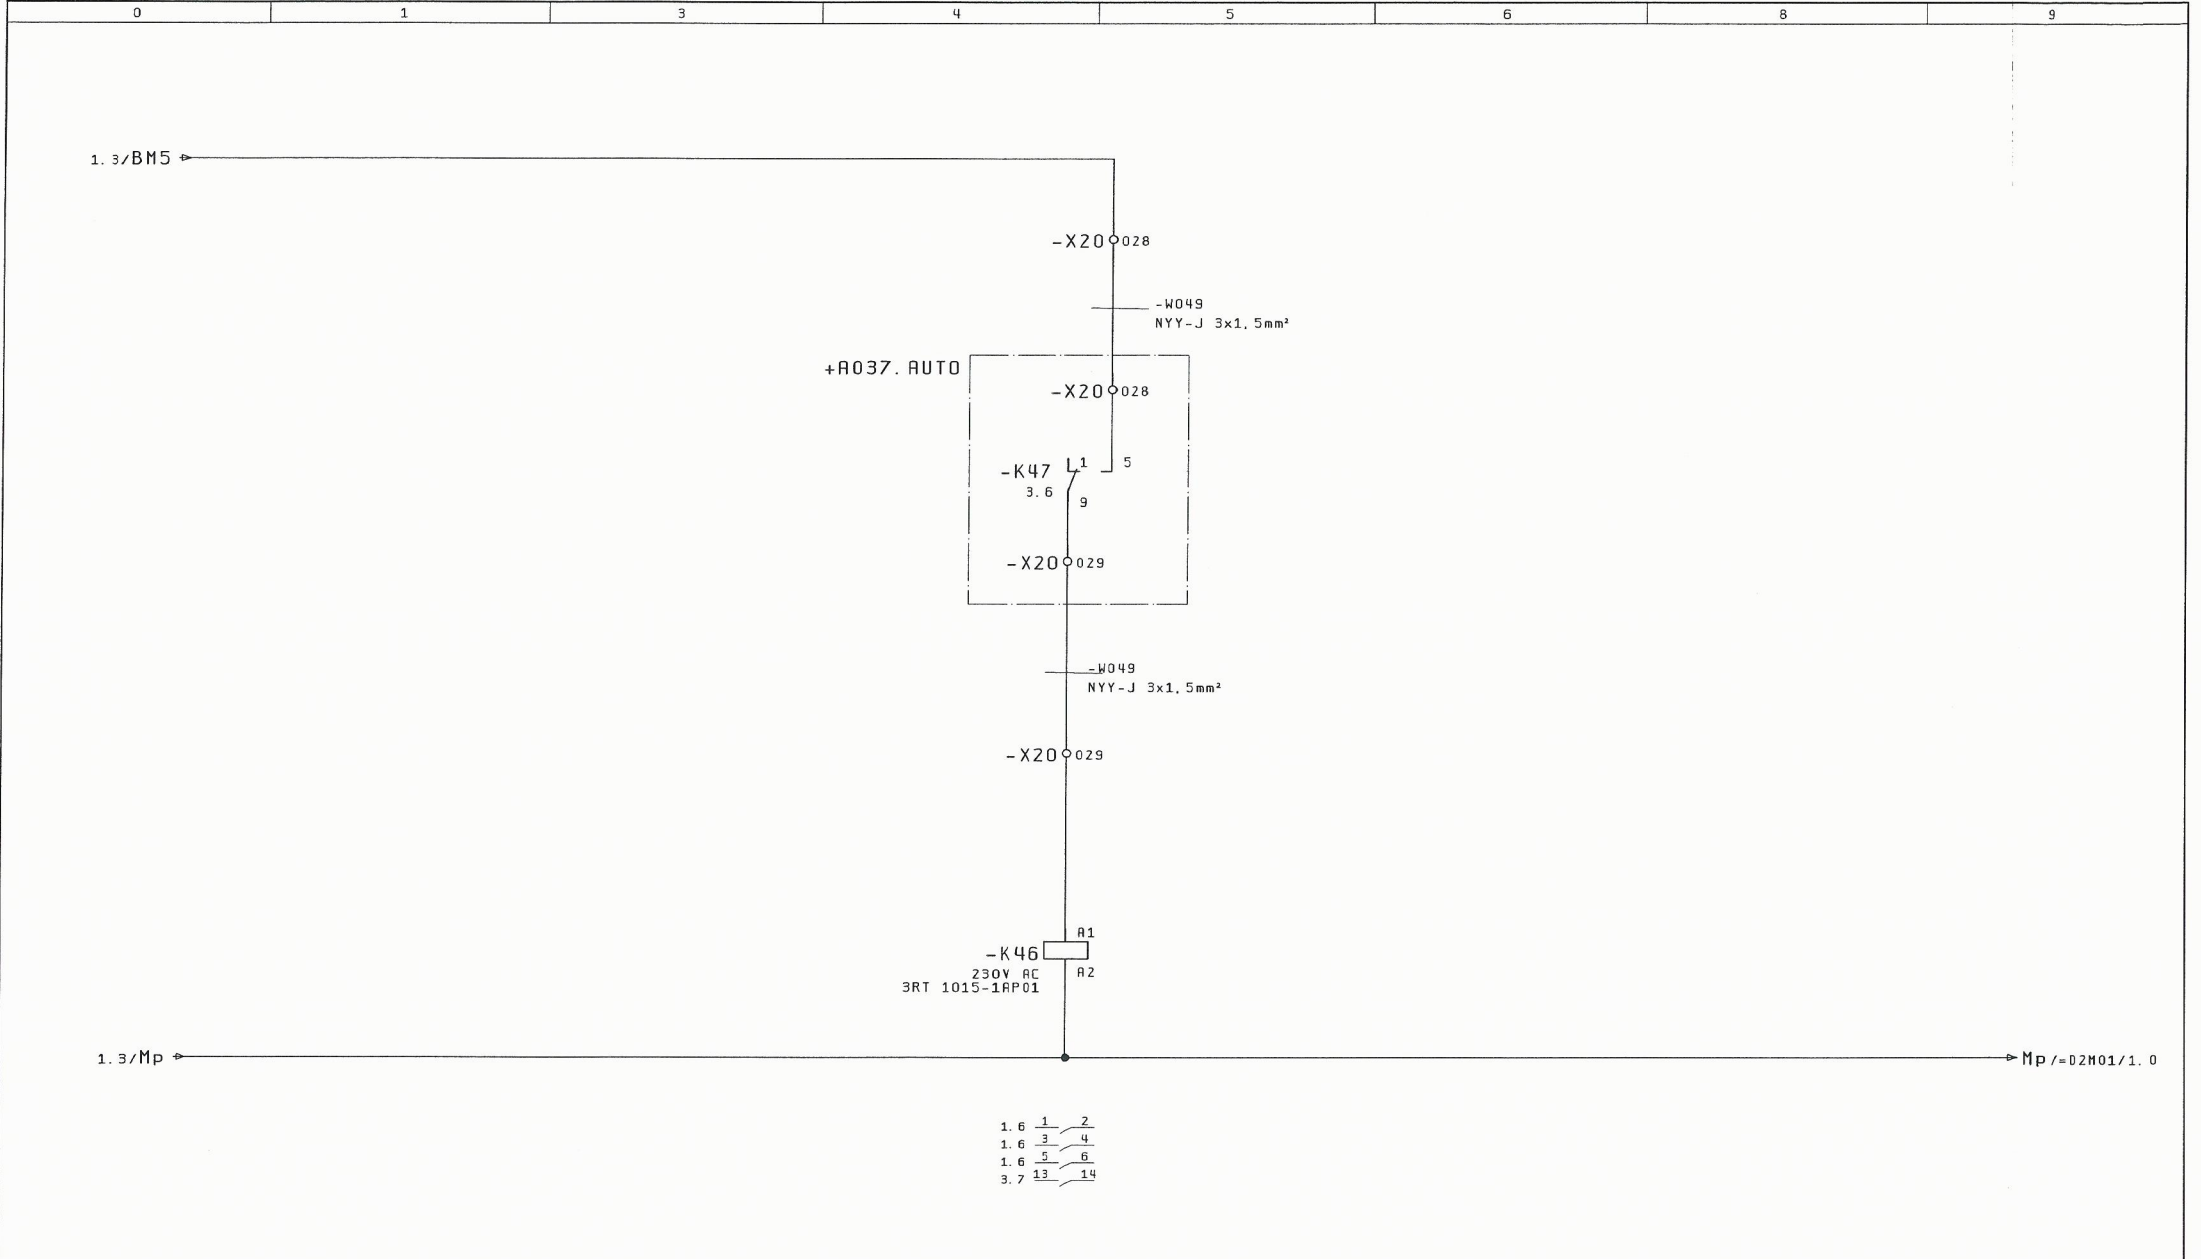 0 1 3 4 5 6 8 9
1.3/BM5
-X20 028
-W049
NYY-J 3x1,5mm²
+A037.AUTO
-X20 028
-K47 1 5
3.6
9
-X20 029
-W049
NYY-J 3x1,5mm²
-X20 029
A1
-K46
230V AC A2
3RT 1015-1AP01
1.3/Mp Mp/=D2M01/1.0
1.6 1 2
1.6 3 4
1.6 5 6
3.7 13 14